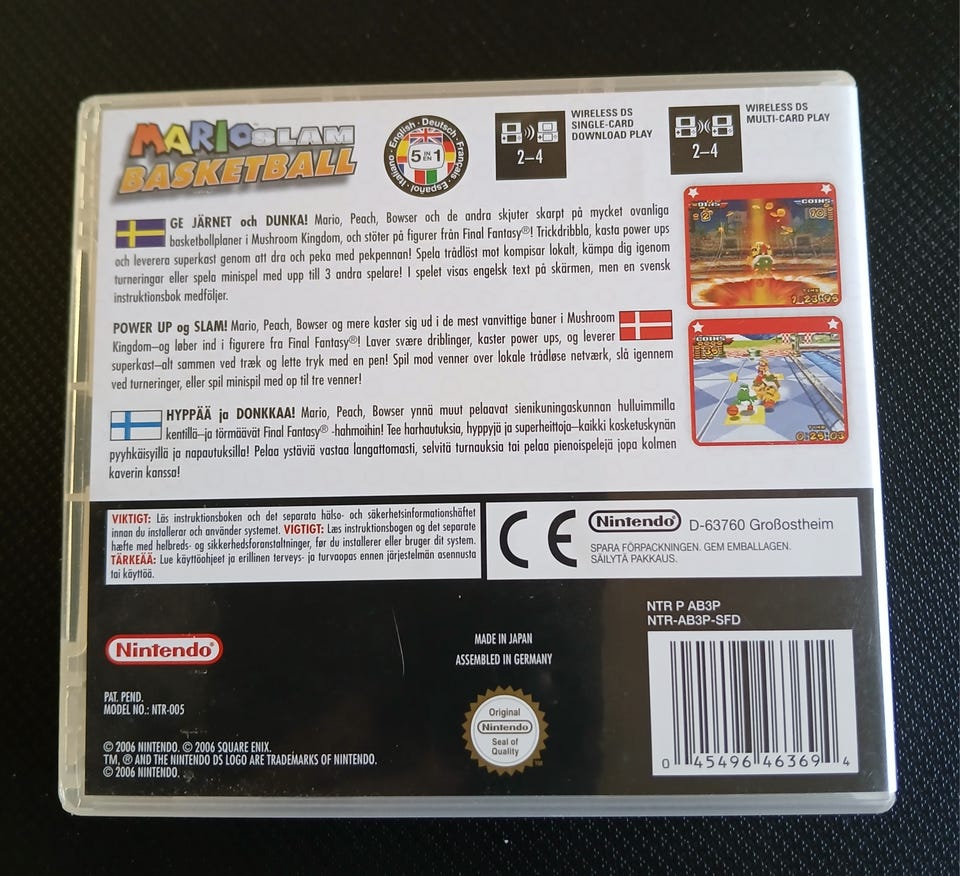 MARIO SLAM
BASKETBALL
English · Deutsch · Français · Español · Italiano ·
5 IN EN 1
2–4
WIRELESS DS
SINGLE-CARD
DOWNLOAD PLAY
2–4
WIRELESS DS
MULTI-CARD PLAY
GE JÄRNET och DUNKA! Mario, Peach, Bowser och de andra skjuter skarpt på mycket ovanliga
basketbollplaner i Mushroom Kingdom, och stöter på figurer från Final Fantasy®! Trickdribbla, kasta power ups
och leverera superkast genom att dra och peka med pekpennan! Spela trådlöst mot kompisar lokalt, kämpa dig igenom
turneringar eller spela minispel med upp till 3 andra spelare! I spelet visas engelsk text på skärmen, men en svensk
instruktionsbok medföljer.
POWER UP og SLAM! Mario, Peach, Bowser og mere kaster sig ud i de mest vanvittige baner i Mushroom
Kingdom—og løber ind i figurere fra Final Fantasy®! Laver svære driblinger, kaster power ups, og leverer
superkast—alt sammen ved træk og lette tryk med en pen! Spil mod venner over lokale trådløse netværk, slå igennem
ved turneringer, eller spil minispil med op til tre venner!
HYPPÄÄ ja DONKKAA! Mario, Peach, Bowser ynnä muut pelaavat sienikuningaskunnan hulluimmilla
kentillä—ja törmäävät Final Fantasy® -hahmoihin! Tee harhautuksia, hyppyjä ja superheittoja—kaikki kosketuskynän
pyyhkäisyillä ja napautuksilla! Pelaa ystäviä vastaa langattomasti, selvitä turnauksia tai pelaa pienoispelejä jopa kolmen
kaverin kanssa!
COINS
TIME
1:23:95
COINS
TIME
0:25:03
VIKTIGT: Läs instruktionsboken och det separata hälso- och säkerhetsinformationshäftet
innan du installerar och använder systemet. VIGTIGT: Læs instruktionsbogen og det separate
hæfte med helbreds- og sikkerhedsforanstaltninger, før du installerer eller bruger dit system.
TÄRKEÄÄ: Lue käyttöohjeet ja erillinen terveys- ja turvaopas ennen järjestelmän asennusta
tai käyttöä.
CE
Nintendo D-63760 Großostheim
SPARA FÖRPACKNINGEN. GEM EMBALLAGEN.
SÄILYTÄ PAKKAUS.
NTR P AB3P
NTR-AB3P-SFD
Nintendo®
MADE IN JAPAN
ASSEMBLED IN GERMANY
PAT. PEND.
MODEL NO.: NTR-005
Original
Nintendo
Seal of
Quality
TM
© 2006 NINTENDO. © 2006 SQUARE ENIX.
TM, ® AND THE NINTENDO DS LOGO ARE TRADEMARKS OF NINTENDO.
© 2006 NINTENDO.
0 45496 46369 4